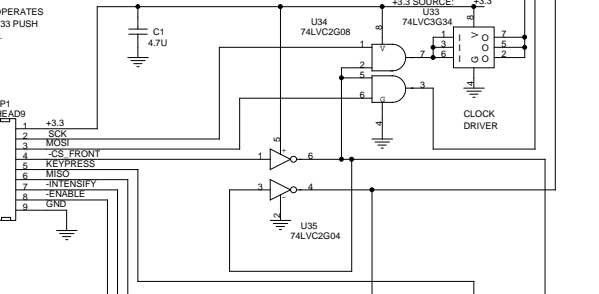 +3.3 SOURCE: +3.3
U33
74LVC3G34
OPERATES
33 PUSH
U34
74LVC2G08
C1
4.7U
8
8
1
2
5
6
V
G
7
3
4
1
3
6
I
I
I
V
G
O
O
O
7
5
2
4
CLOCK
DRIVER
P1
HEAD9
1 +3.3
2 SCK
3 MOSI
4 -CS_FRONT
5 KEYPRESS
6 MISO
7 -INTENSIFY
8 -ENABLE
9 GND
5
1
+
6
3
-
4
2
U35
74LVC2G04